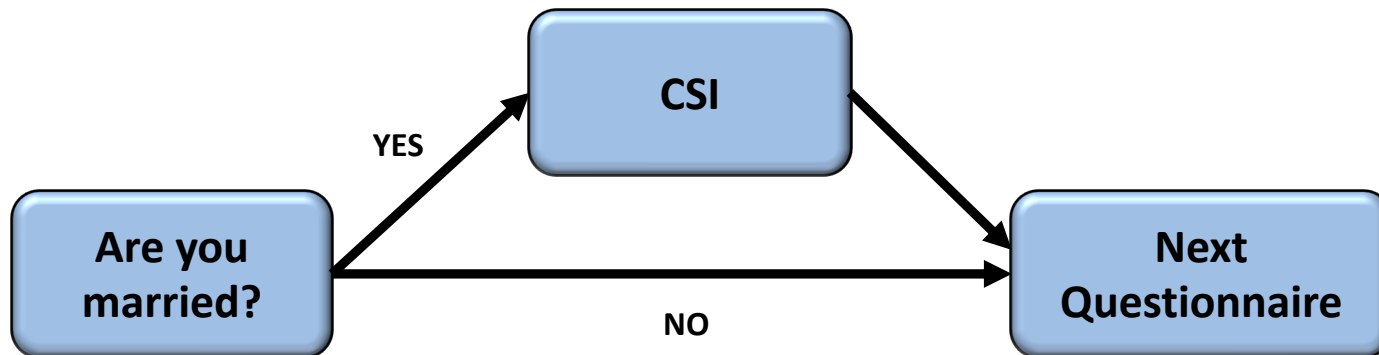 CSI
YES
Are you
married?
Next
Questionnaire
NO